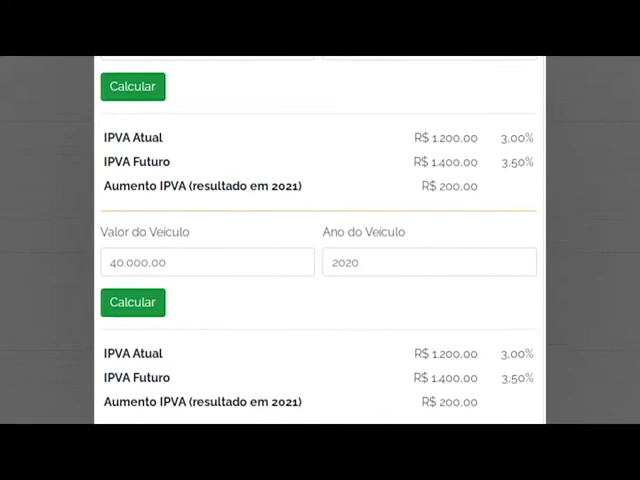 Calcular
IPVA Atual R$ 1.200,00 3,00%
IPVA Futuro R$ 1.400,00 3,50%
Aumento IPVA (resultado em 2021) R$ 200,00
Valor do Veículo Ano do Veículo
40.000,00 2020
Calcular
IPVA Atual R$ 1.200,00 3,00%
IPVA Futuro R$ 1.400,00 3,50%
Aumento IPVA (resultado em 2021) R$ 200,00